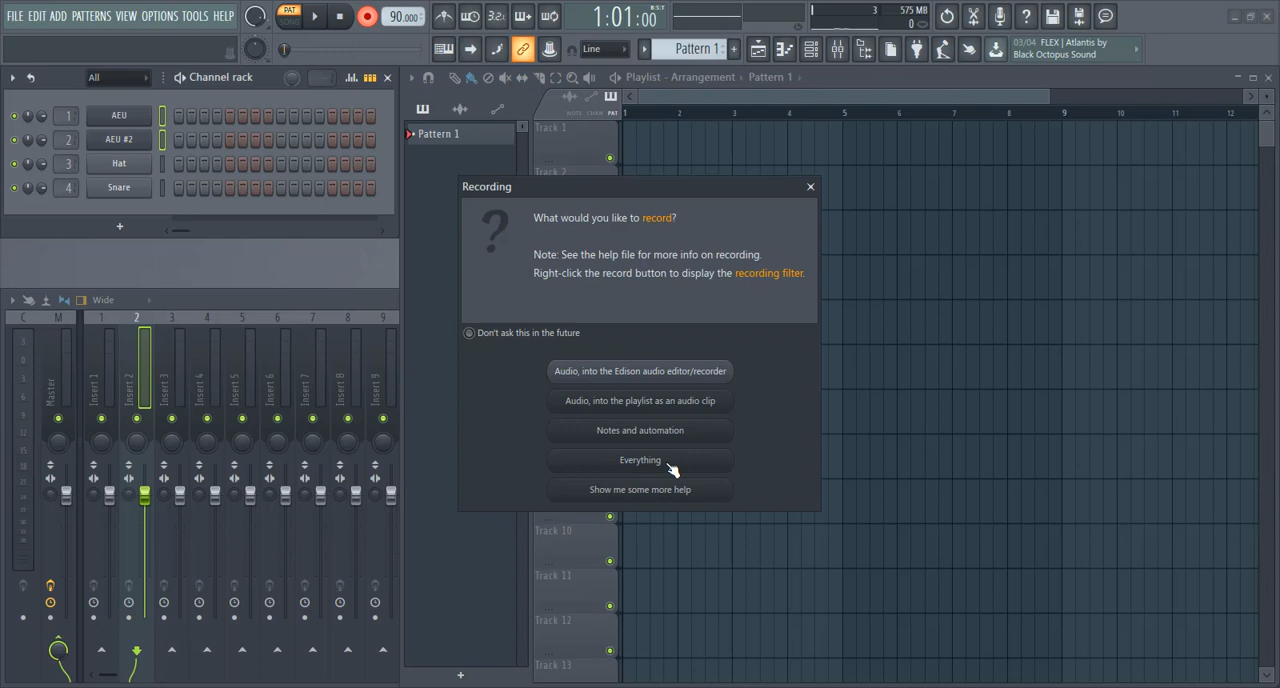 FILE EDIT ADD PATTERNS VIEW OPTIONS TOOLS HELP
PAT
SONG
90.000
3.2:
1:01:00
B:S:T
3
575 MB
0
Line
Pattern 1
+
03/04 FLEX | Atlantis by
Black Octopus Sound
All
Channel rack
Playlist - Arrangement
Pattern 1
NOTE CHAN PAT
1 2 3 4 5 6 7 8 9 10 11 12
1 AEU
2 AEU #2
3 Hat
4 Snare
+
Pattern 1
Track 1
Track 2
Recording
?
What would you like to record?
Note: See the help file for more info on recording.
Right-click the record button to display the recording filter.
Don't ask this in the future
Audio, into the Edison audio editor/recorder
Audio, into the playlist as an audio clip
Notes and automation
Everything
Show me some more help
Wide
C M 1 2 3 4 5 6 7 8 9
Master
Insert 1
Insert 2
Insert 3
Insert 4
Insert 5
Insert 6
Insert 7
Insert 8
Insert 9
Track 10
Track 11
Track 12
Track 13
+